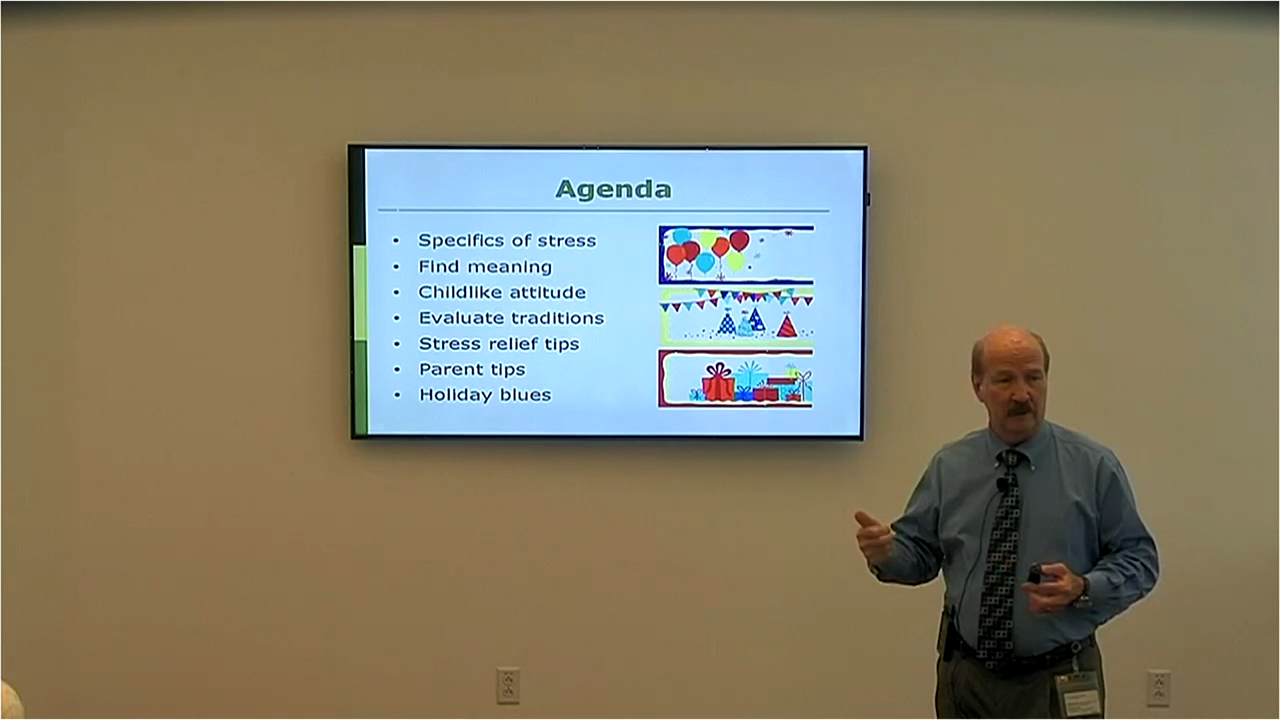 Agenda
• Specifics of stress
• Find meaning
• Childlike attitude
• Evaluate traditions
• Stress relief tips
• Parent tips
• Holiday blues